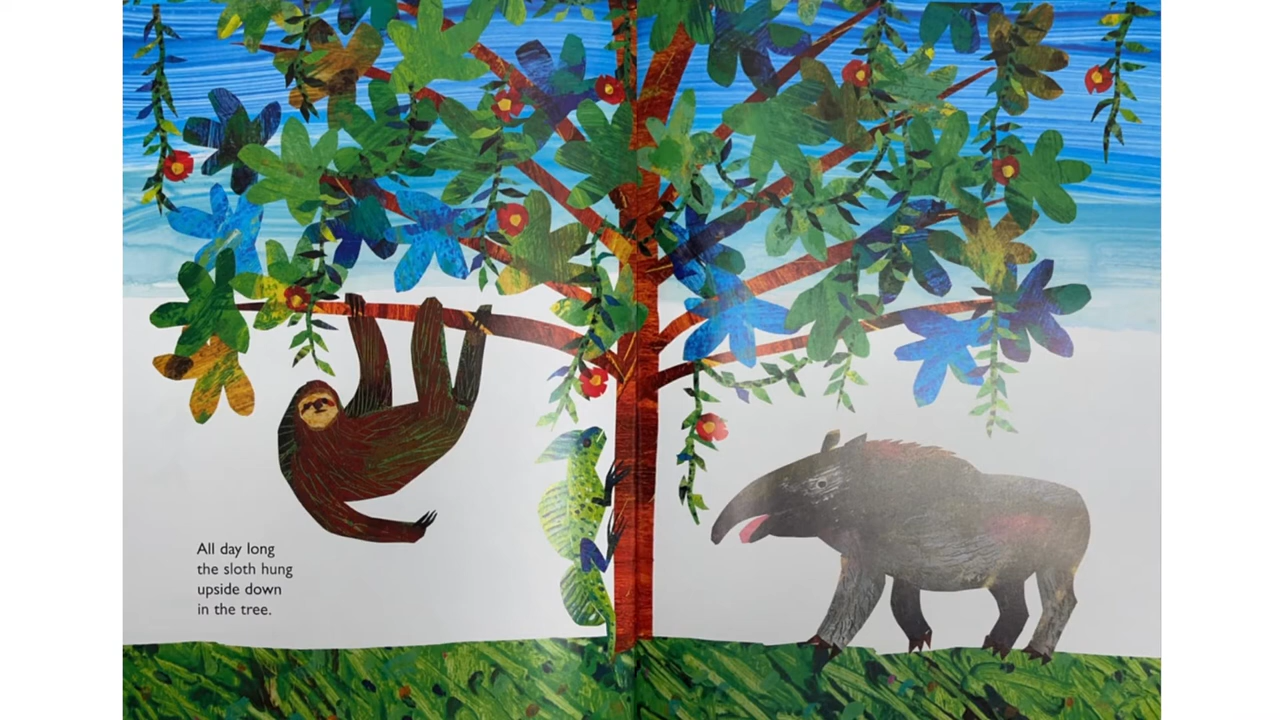 All day long
the sloth hung
upside down
in the tree.